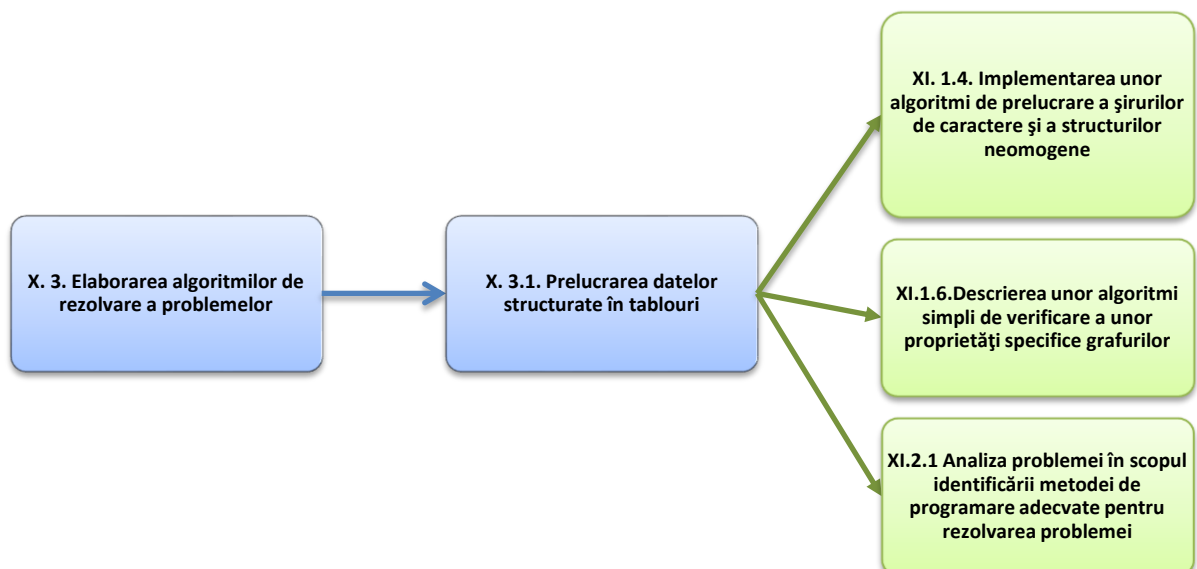 X. 3. Elaborarea algoritmilor de
rezolvare a problemelor
X. 3.1. Prelucrarea datelor
structurate în tablouri
XI. 1.4. Implementarea unor
algoritmi de prelucrare a şirurilor
de caractere şi a structurilor
neomogene
XI.1.6.Descrierea unor algoritmi
simpli de verificare a unor
proprietăţi specifice grafurilor
XI.2.1 Analiza problemei în scopul
identificării metodei de
programare adecvate pentru
rezolvarea problemei